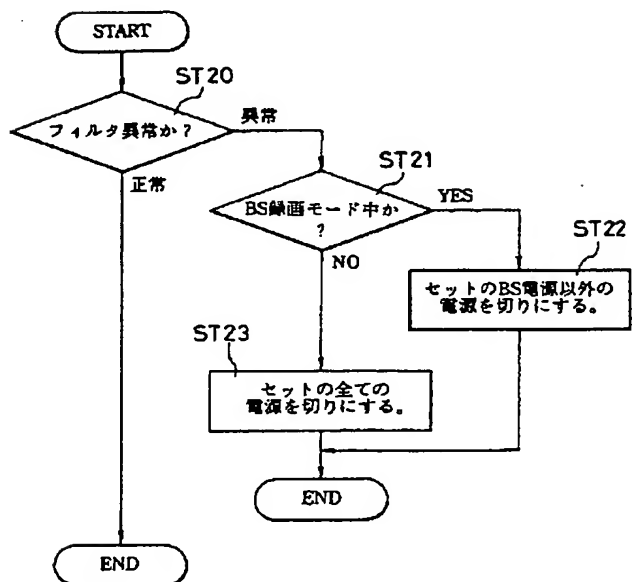 START
ST20
フィルタ異常か？
異常
正常
ST21
BS録画モード中か
？
YES
NO
ST22
セットのBS電源以外の
電源を切りにする。
ST23
セットの全ての
電源を切りにする。
END
END